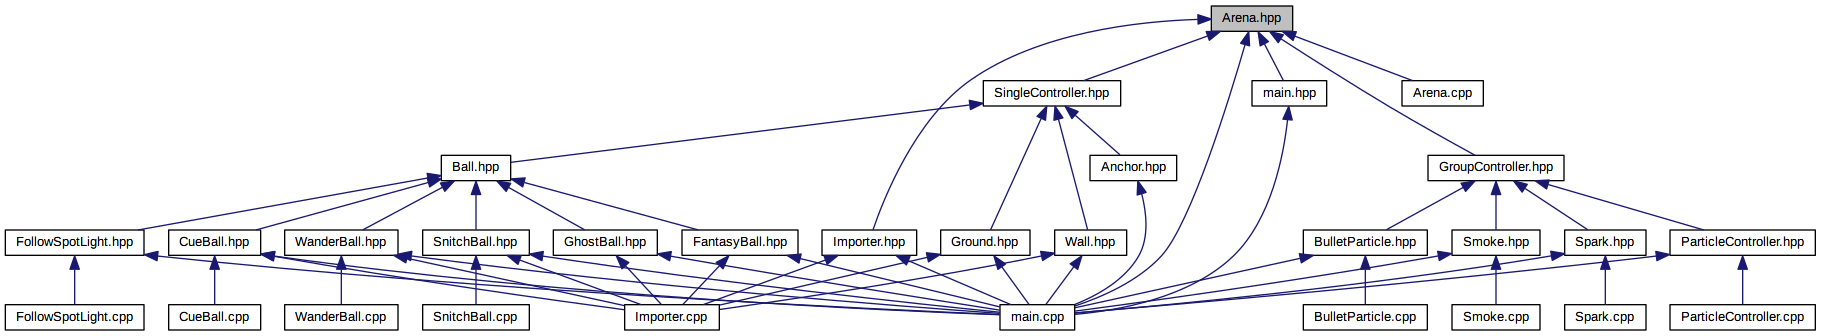 Arena.hpp
SingleController.hpp
main.hpp
Arena.cpp
Ball.hpp
Anchor.hpp
GroupController.hpp
FollowSpotLight.hpp
CueBall.hpp
WanderBall.hpp
SnitchBall.hpp
GhostBall.hpp
FantasyBall.hpp
Importer.hpp
Ground.hpp
Wall.hpp
BulletParticle.hpp
Smoke.hpp
Spark.hpp
ParticleController.hpp
FollowSpotLight.cpp
CueBall.cpp
WanderBall.cpp
SnitchBall.cpp
Importer.cpp
main.cpp
BulletParticle.cpp
Smoke.cpp
Spark.cpp
ParticleController.cpp